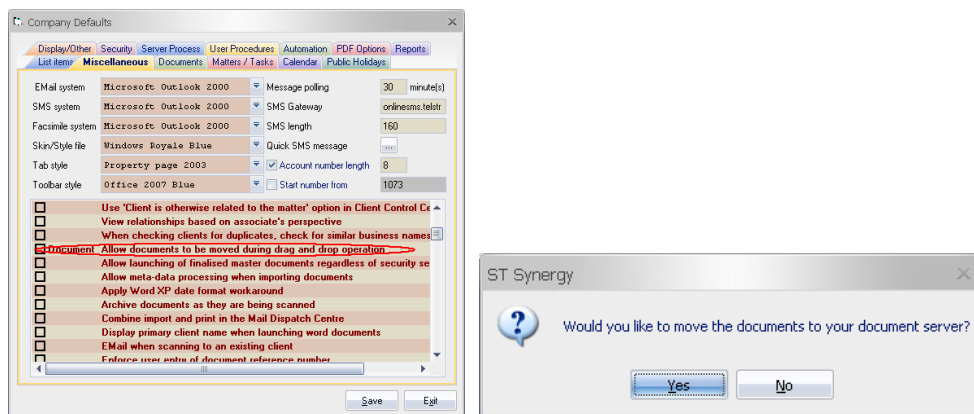 Company Defaults
Display/Other Security Server Process User Procedures Automation PDF Options Reports
List items Miscellaneous Documents Matters / Tasks Calendar Public Holidays
EMail system Microsoft Outlook 2000 Message polling 30 minute(s)
SMS system Microsoft Outlook 2000 SMS Gateway onlinesms.telstr
Facsimile system Microsoft Outlook 2000 SMS length 160
Skin/Style file Windows Royale Blue Quick SMS message ...
Tab style Property page 2003 Account number length 8
Toolbar style Office 2007 Blue Start number from 1073
Use 'Client is otherwise related to the matter' option in Client Control Ce
View relationships based on associate's perspective
When checking clients for duplicates, check for similar business names
Document Allow documents to be moved during drag and drop operation
Allow launching of finalised master documents regardless of security se
Allow meta-data processing when importing documents
Apply Word XP date format workaround
Archive documents as they are being scanned
Combine import and print in the Mail Dispatch Centre
Display primary client name when launching word documents
EMail when scanning to an existing client
Enforce user entry of document reference number
Save Exit
ST Synergy
Would you like to move the documents to your document server?
Yes No